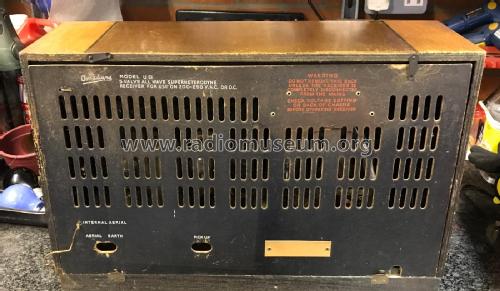 MODEL U 51
5-VALVE ALL WAVE SUPERHETERODYNE
RECEIVER FOR USE ON 200-250 V. A.C. OR D.C.
WARNING
DO NOT REMOVE THIS BACK
UNLESS THE RECEIVER IS
COMPLETELY DISCONNECTED
FROM THE MAINS
CHECK VOLTAGE SETTING
ON BACK OF CHASSIS
BEFORE OPERATING RECEIVER
www.radiomuseum.org
INTERNAL AERIAL
AERIAL EARTH
PICK UP